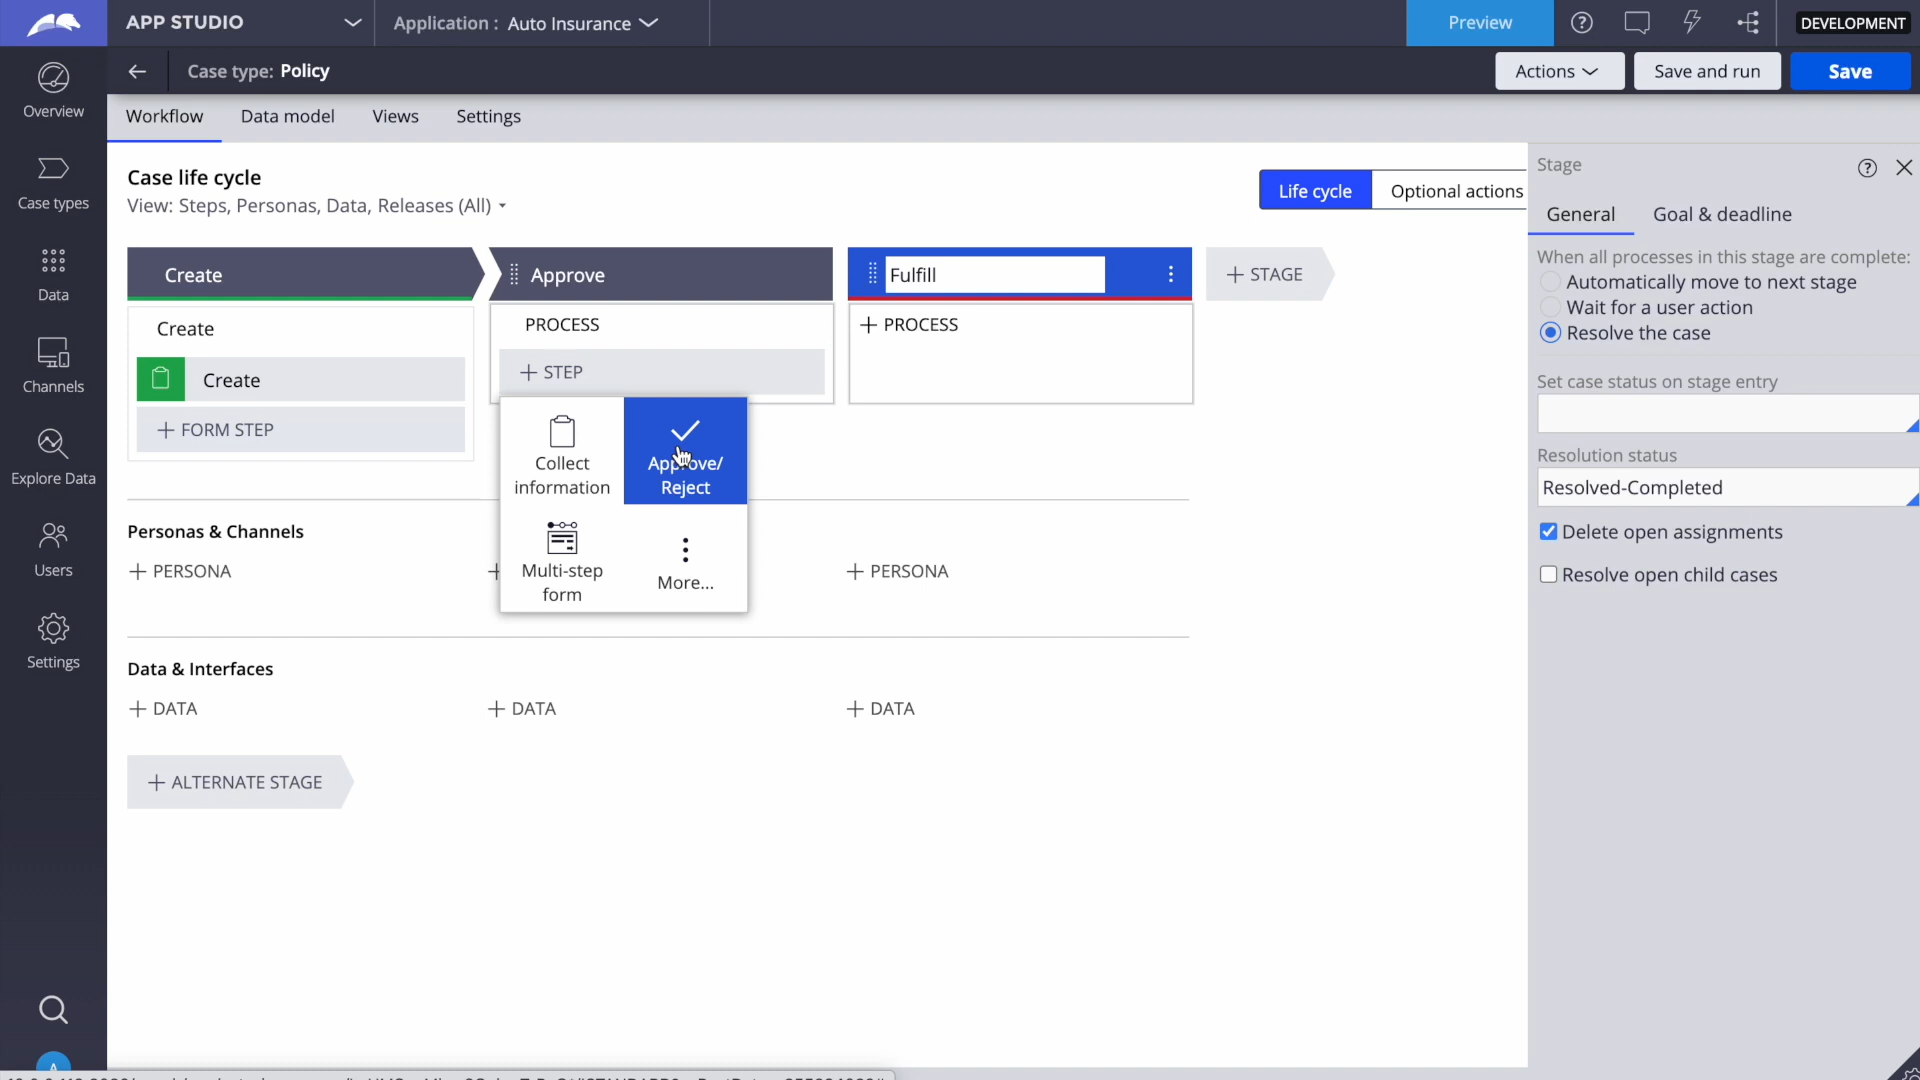 APP STUDIO
Application : Auto Insurance
Preview
DEVELOPMENT
Case type: Policy
Actions
Save and run
Save
Overview
Case types
Data
Channels
Explore Data
Users
Settings
Workflow
Data model
Views
Settings
Case life cycle
View: Steps, Personas, Data, Releases (All)
Life cycle
Optional actions
Create
Approve
Fulfill
+ STAGE
Create
Create
+ FORM STEP
PROCESS
+ STEP
+ PROCESS
Collect
information
Approve/
Reject
Multi-step
form
More...
Personas & Channels
+ PERSONA
+ PERSONA
Data & Interfaces
+ DATA
+ DATA
+ DATA
+ ALTERNATE STAGE
Stage
General
Goal & deadline
When all processes in this stage are complete:
Automatically move to next stage
Wait for a user action
Resolve the case
Set case status on stage entry
Resolution status
Resolved-Completed
Delete open assignments
Resolve open child cases